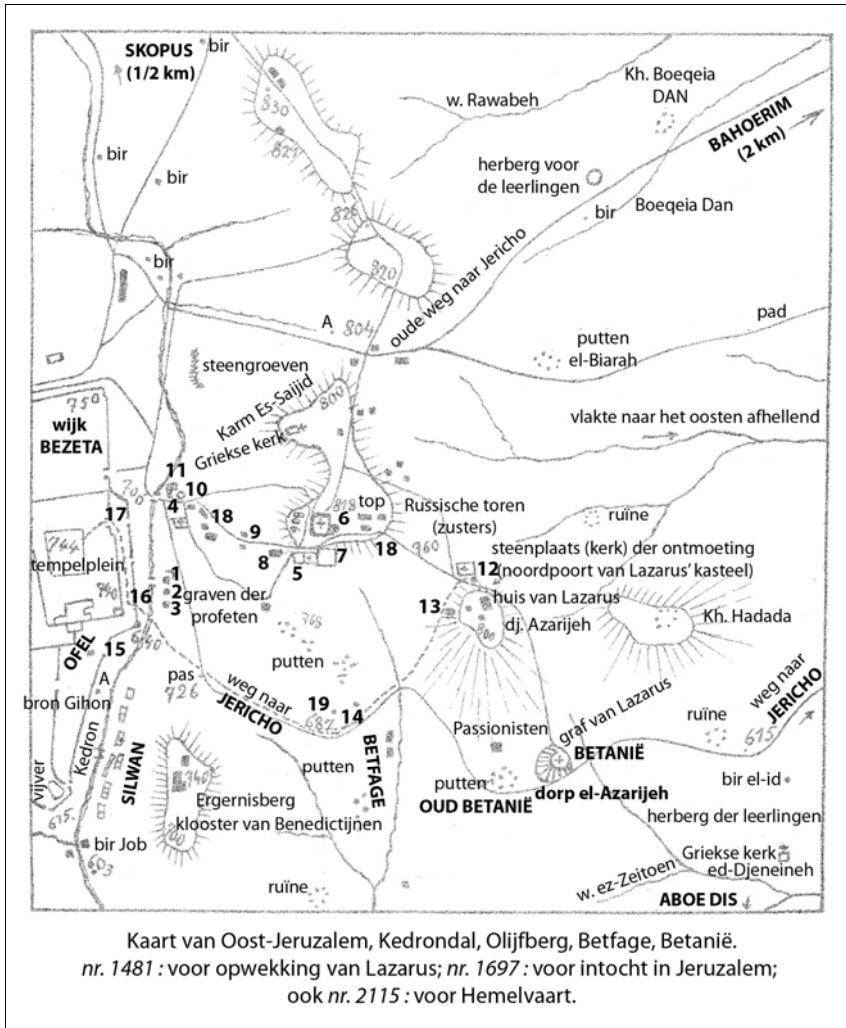 SKOPUS
(1/2 km)
bir
w. Rawabeh
Kh. Boeqeia
DAN
BAHOERIM
(2 km)
830
827
herberg voor
de leerlingen
bir
bir
bir
Boeqeia Dan
826
820
bir
oude weg naar Jericho
A
804
pad
putten
el-Biarah
steengroeven
Karm Es-Saijid
Griekse kerk
800
vlakte naar het oosten afhellend
750
wijk
BEZETA
11
10
4
700
17
18
9
8
5
6
7
818
top
Russische toren
(zusters)
18
760
ruïne
744
tempelplein
740
steenplaats (kerk) der ontmoeting
12
(noordpoort van Lazarus’ kasteel)
1
2
3
graven der
profeten
16
640
13
huis van Lazarus
dj. Azarijeh
800
Kh. Hadada
768
putten
OFEL
15
A
bron Gihon
pas
726
weg naar
JERICHO
19
14
687
BETFAGE
Kedron
SILWAN
vijver
Passionisten
graf van Lazarus
BETANIË
ruïne
615
weg naar
JERICHO
putten
putten
OUD BETANIË
dorp el-Azarijeh
bir el-id
740
700
Ergernisberg
klooster van Benedictijnen
herberg der leerlingen
615
bir Job
603
Griekse kerk
ed-Djeneineh
ruïne
w. ez-Zeitoen
ABOE DIS
Kaart van Oost-Jeruzalem, Kedrondal, Olijfberg, Betfage, Betanië.
nr. 1481 : voor opwekking van Lazarus; nr. 1697 : voor intocht in Jeruzalem;
ook nr. 2115 : voor Hemelvaart.